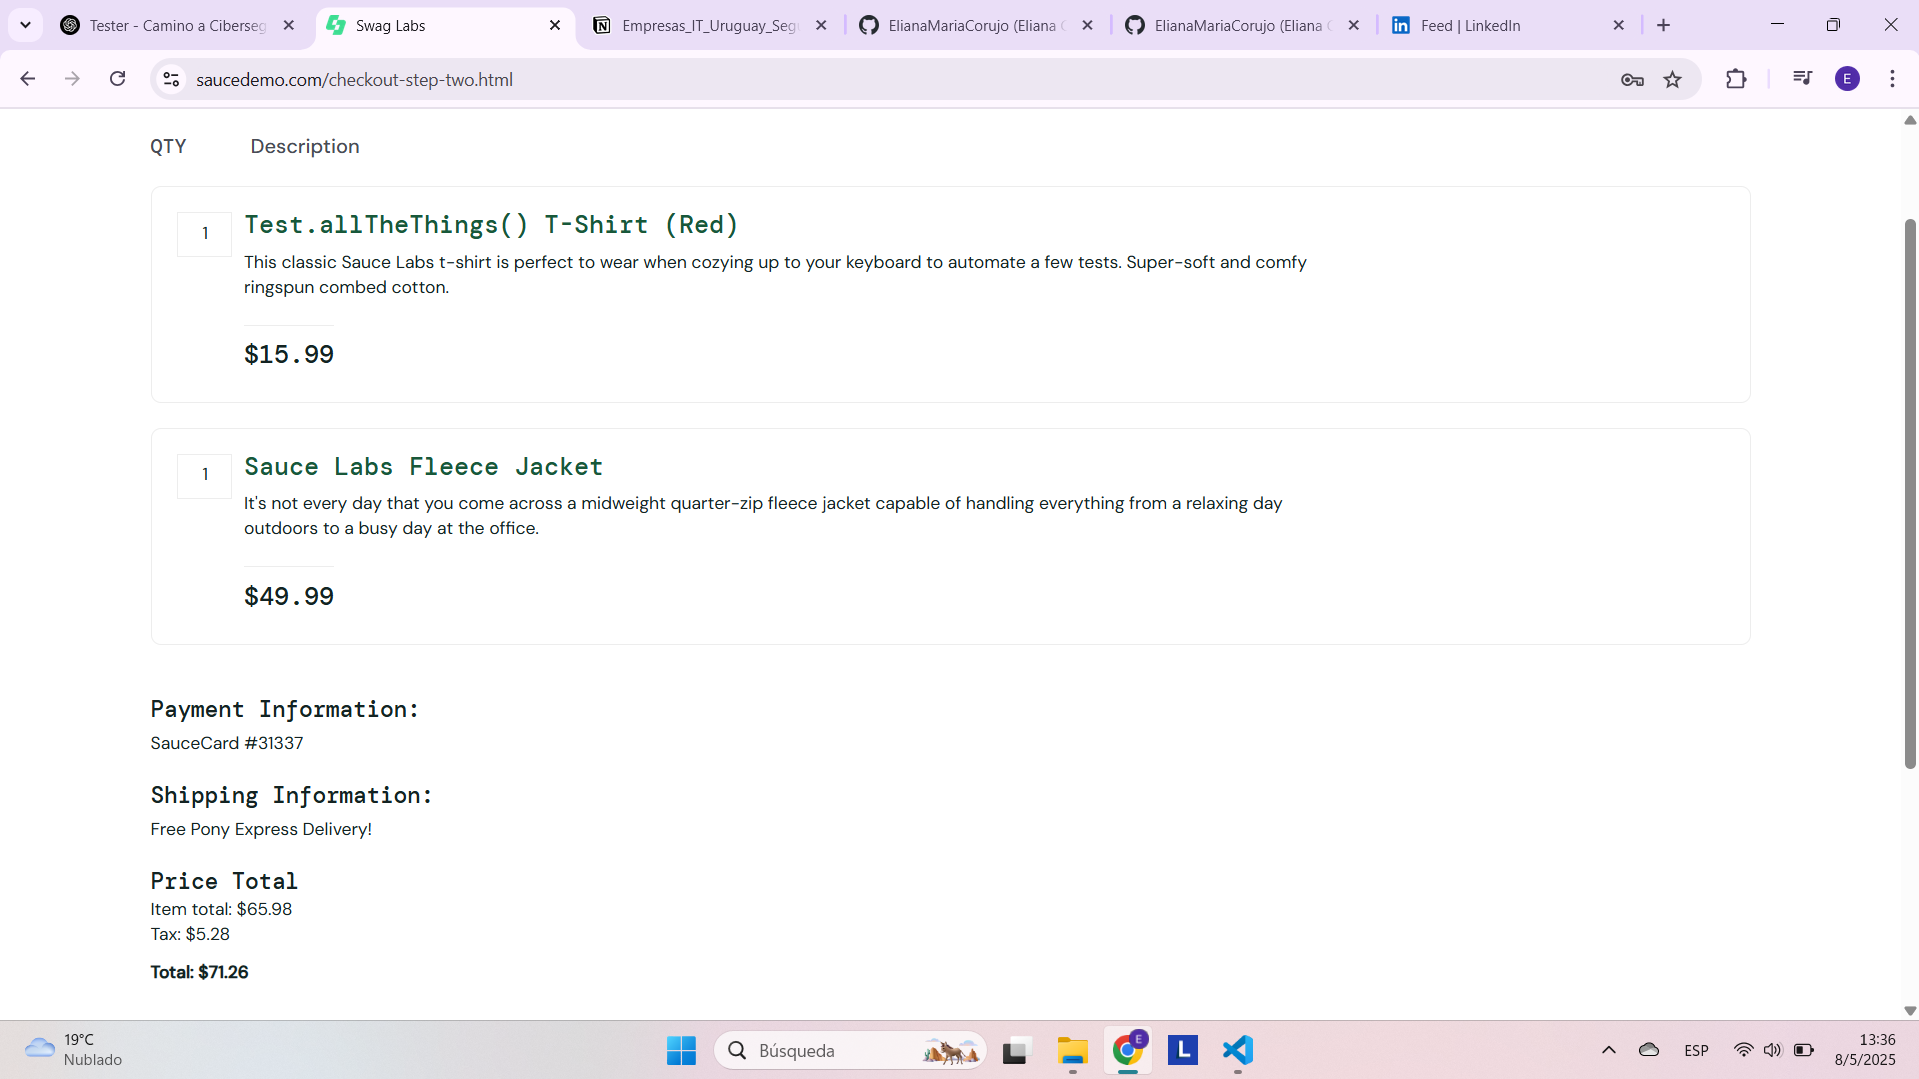 Tester - Camino a Ciberseg
Swag Labs
Empresas_IT_Uruguay_Seg
ElianaMariaCorujo (Eliana C
ElianaMariaCorujo (Eliana C
Feed | LinkedIn
saucedemo.com/checkout-step-two.html
E
QTY Description
1
Test.allTheThings() T-Shirt (Red)
This classic Sauce Labs t-shirt is perfect to wear when cozying up to your keyboard to automate a few tests. Super-soft and comfy
ringspun combed cotton.
$15.99
1
Sauce Labs Fleece Jacket
It's not every day that you come across a midweight quarter-zip fleece jacket capable of handling everything from a relaxing day
outdoors to a busy day at the office.
$49.99
Payment Information:
SauceCard #31337
Shipping Information:
Free Pony Express Delivery!
Price Total
Item total: $65.98
Tax: $5.28
Total: $71.26
19°C
Nublado
Búsqueda
E
L
ESP
13:36
8/5/2025